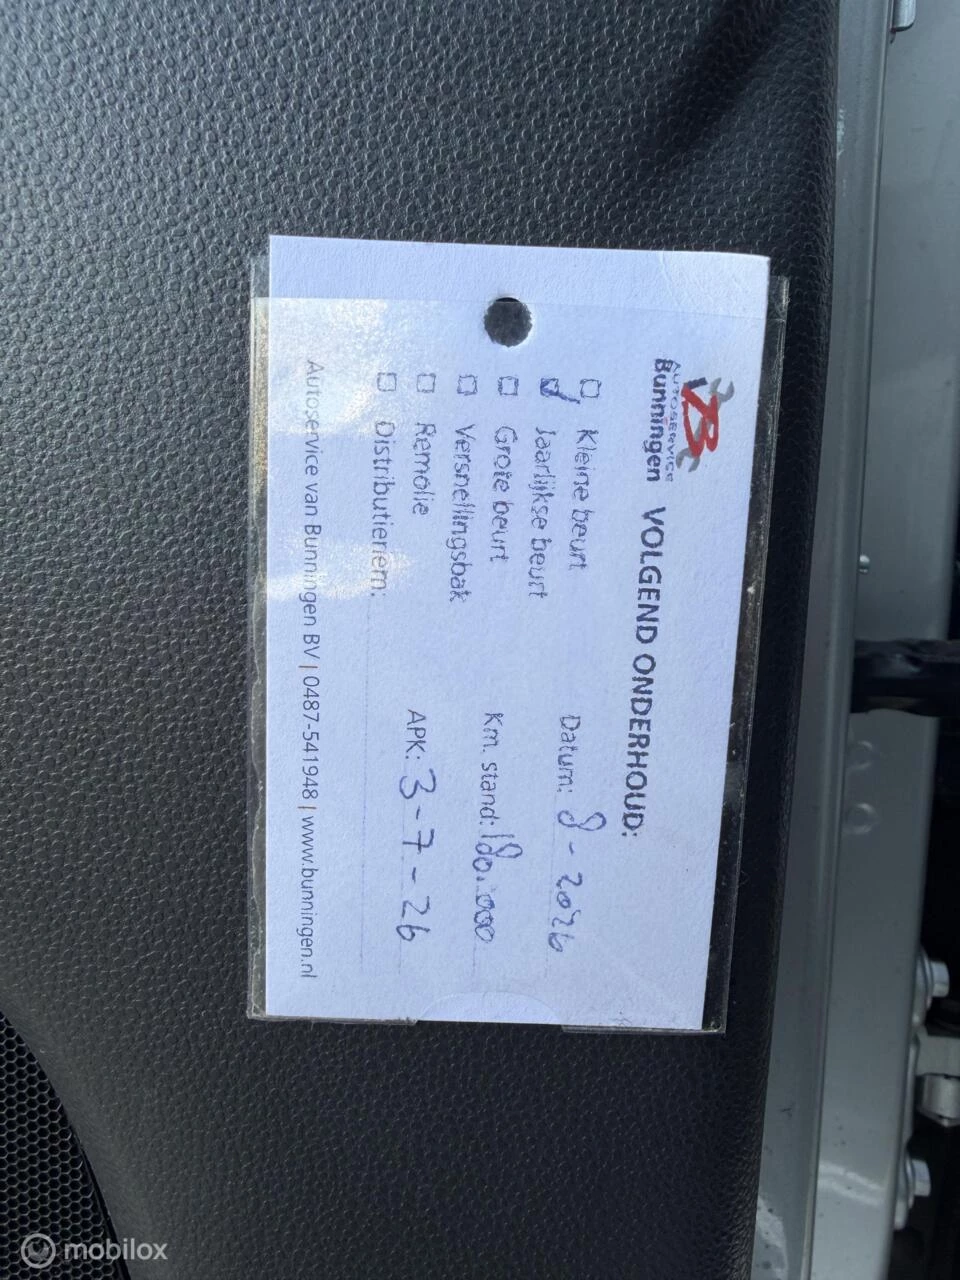 AUTOSERVICE
Bunningen
VOLGEND ONDERHOUD:
Kleine beurt
Jaarlijkse beurt
Grote beurt
Versnellingsbak
Remolie
Distributieriem:
Datum: 8-2026
Km. stand: 180.000
APK: 3-7-26
Autoservice van Bunningen BV | 0487-541948 | www.bunningen.nl
mobilox